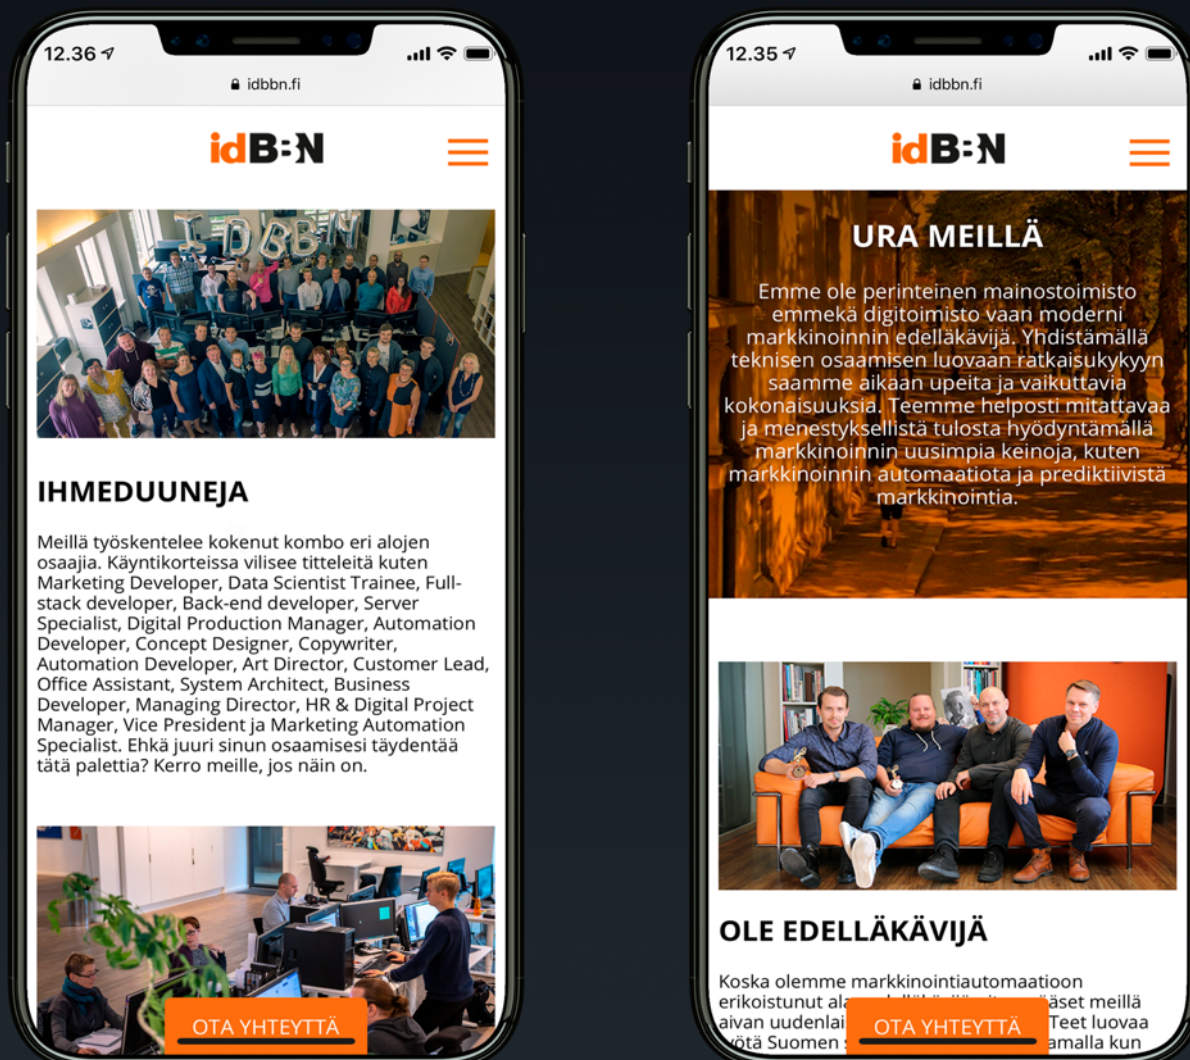 12.36
idbbn.fi
idBBN
IDBBN
IHMEDUUNEJA
Meillä työskentelee kokenut kombo eri alojen
osaajia. Käyntikorteissa vilisee titteleitä kuten
Marketing Developer, Data Scientist Trainee, Full-
stack developer, Back-end developer, Server
Specialist, Digital Production Manager, Automation
Developer, Concept Designer, Copywriter,
Automation Developer, Art Director, Customer Lead,
Office Assistant, System Architect, Business
Developer, Managing Director, HR & Digital Project
Manager, Vice President ja Marketing Automation
Specialist. Ehkä juuri sinun osaamisesi täydentää
tätä palettia? Kerro meille, jos näin on.
OTA YHTEYTTÄ
12.35
idbbn.fi
idBBN
URA MEILLÄ
Emme ole perinteinen mainostoimisto
emmekä digitoimisto vaan moderni
markkinoinnin edelläkävijä. Yhdistämällä
teknisen osaamisen luovaan ratkaisukykyyn
saamme aikaan upeita ja vaikuttavia
kokonaisuuksia. Teemme helposti mitattavaa
ja menestyksellistä tulosta hyödyntämällä
markkinoinnin uusimpia keinoja, kuten
markkinoinnin automaatiota ja prediktiivistä
markkinointia.
OLE EDELLÄKÄVIJÄ
Koska olemme markkinointiautomaatioon
erikoistunut meillä
aivan Teet luovaa
Suomen kun
OTA YHTEYTTÄ